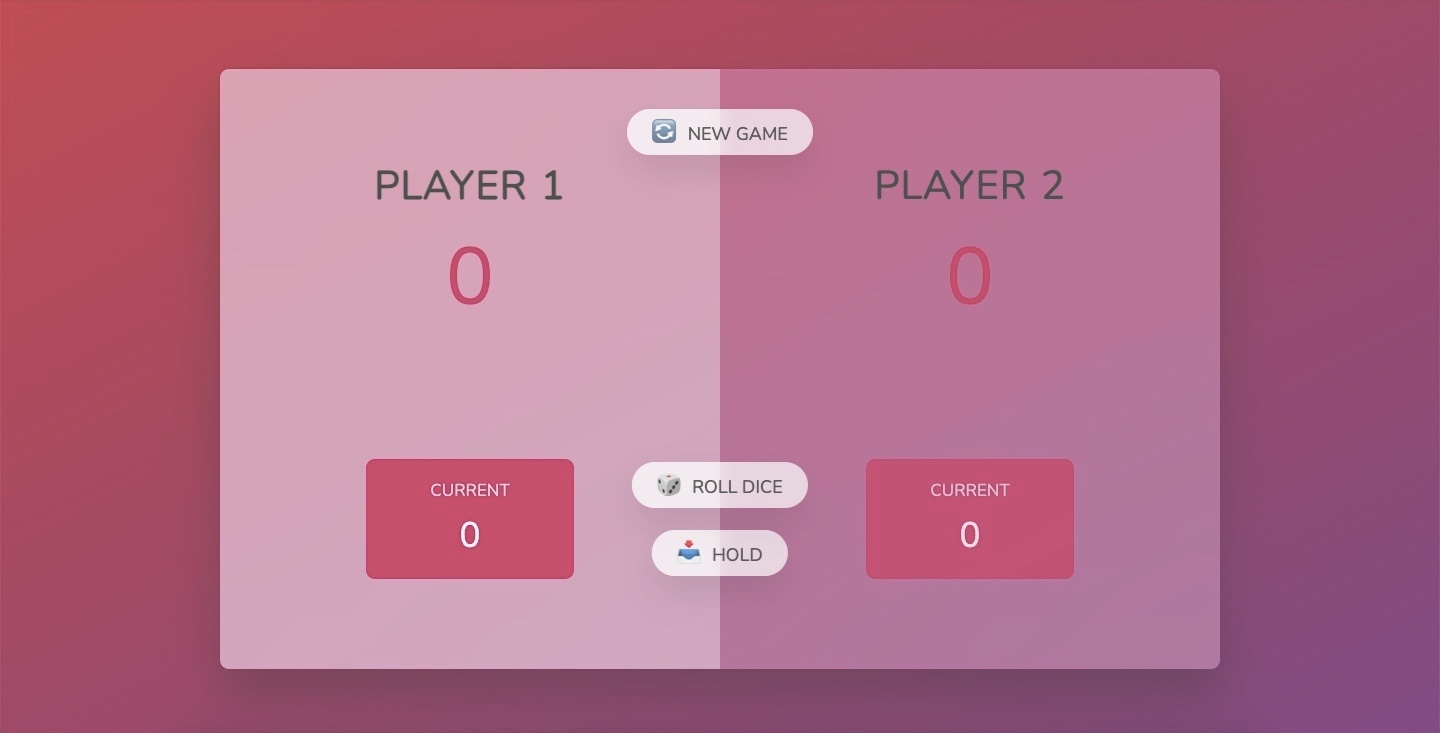 NEW GAME
PLAYER 1
0
CURRENT
0
PLAYER 2
0
CURRENT
0
ROLL DICE
HOLD